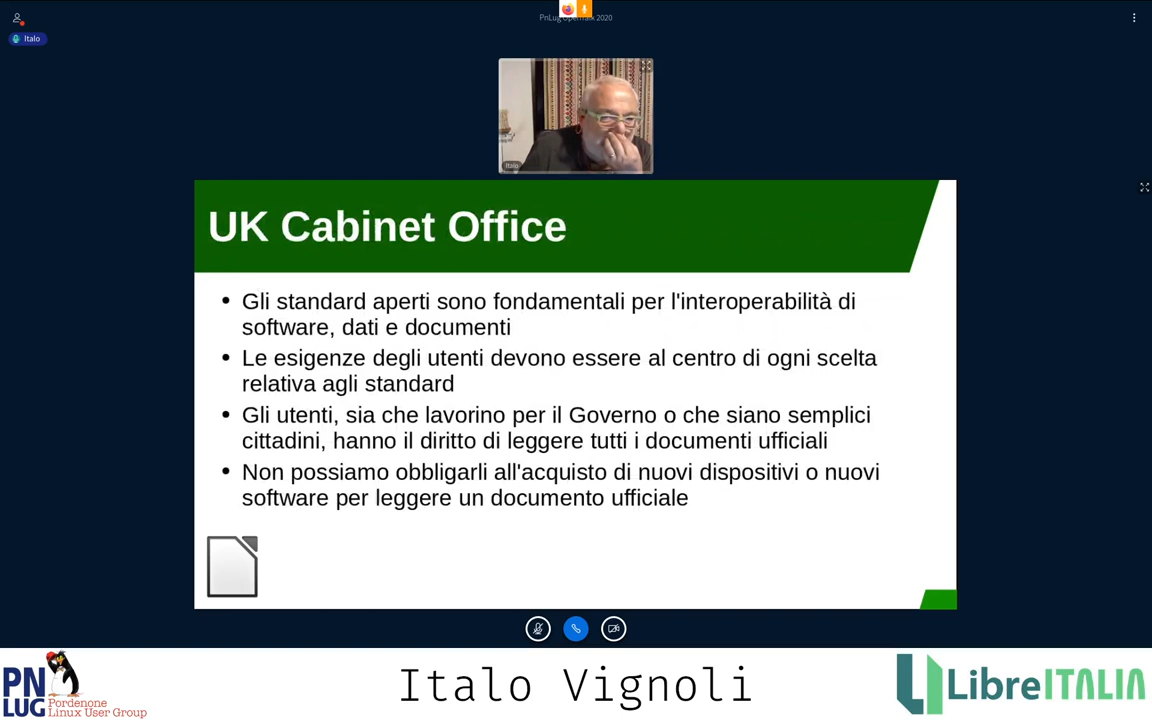 PnLug OpenTalk 2020
Italo
Italo
UK Cabinet Office
• Gli standard aperti sono fondamentali per l'interoperabilità di
software, dati e documenti
• Le esigenze degli utenti devono essere al centro di ogni scelta
relativa agli standard
• Gli utenti, sia che lavorino per il Governo o che siano semplici
cittadini, hanno il diritto di leggere tutti i documenti ufficiali
• Non possiamo obbligarli all'acquisto di nuovi dispositivi o nuovi
software per leggere un documento ufficiale
PN
LUG
Pordenone
Linux User Group
Italo Vignoli
LibreITALIA